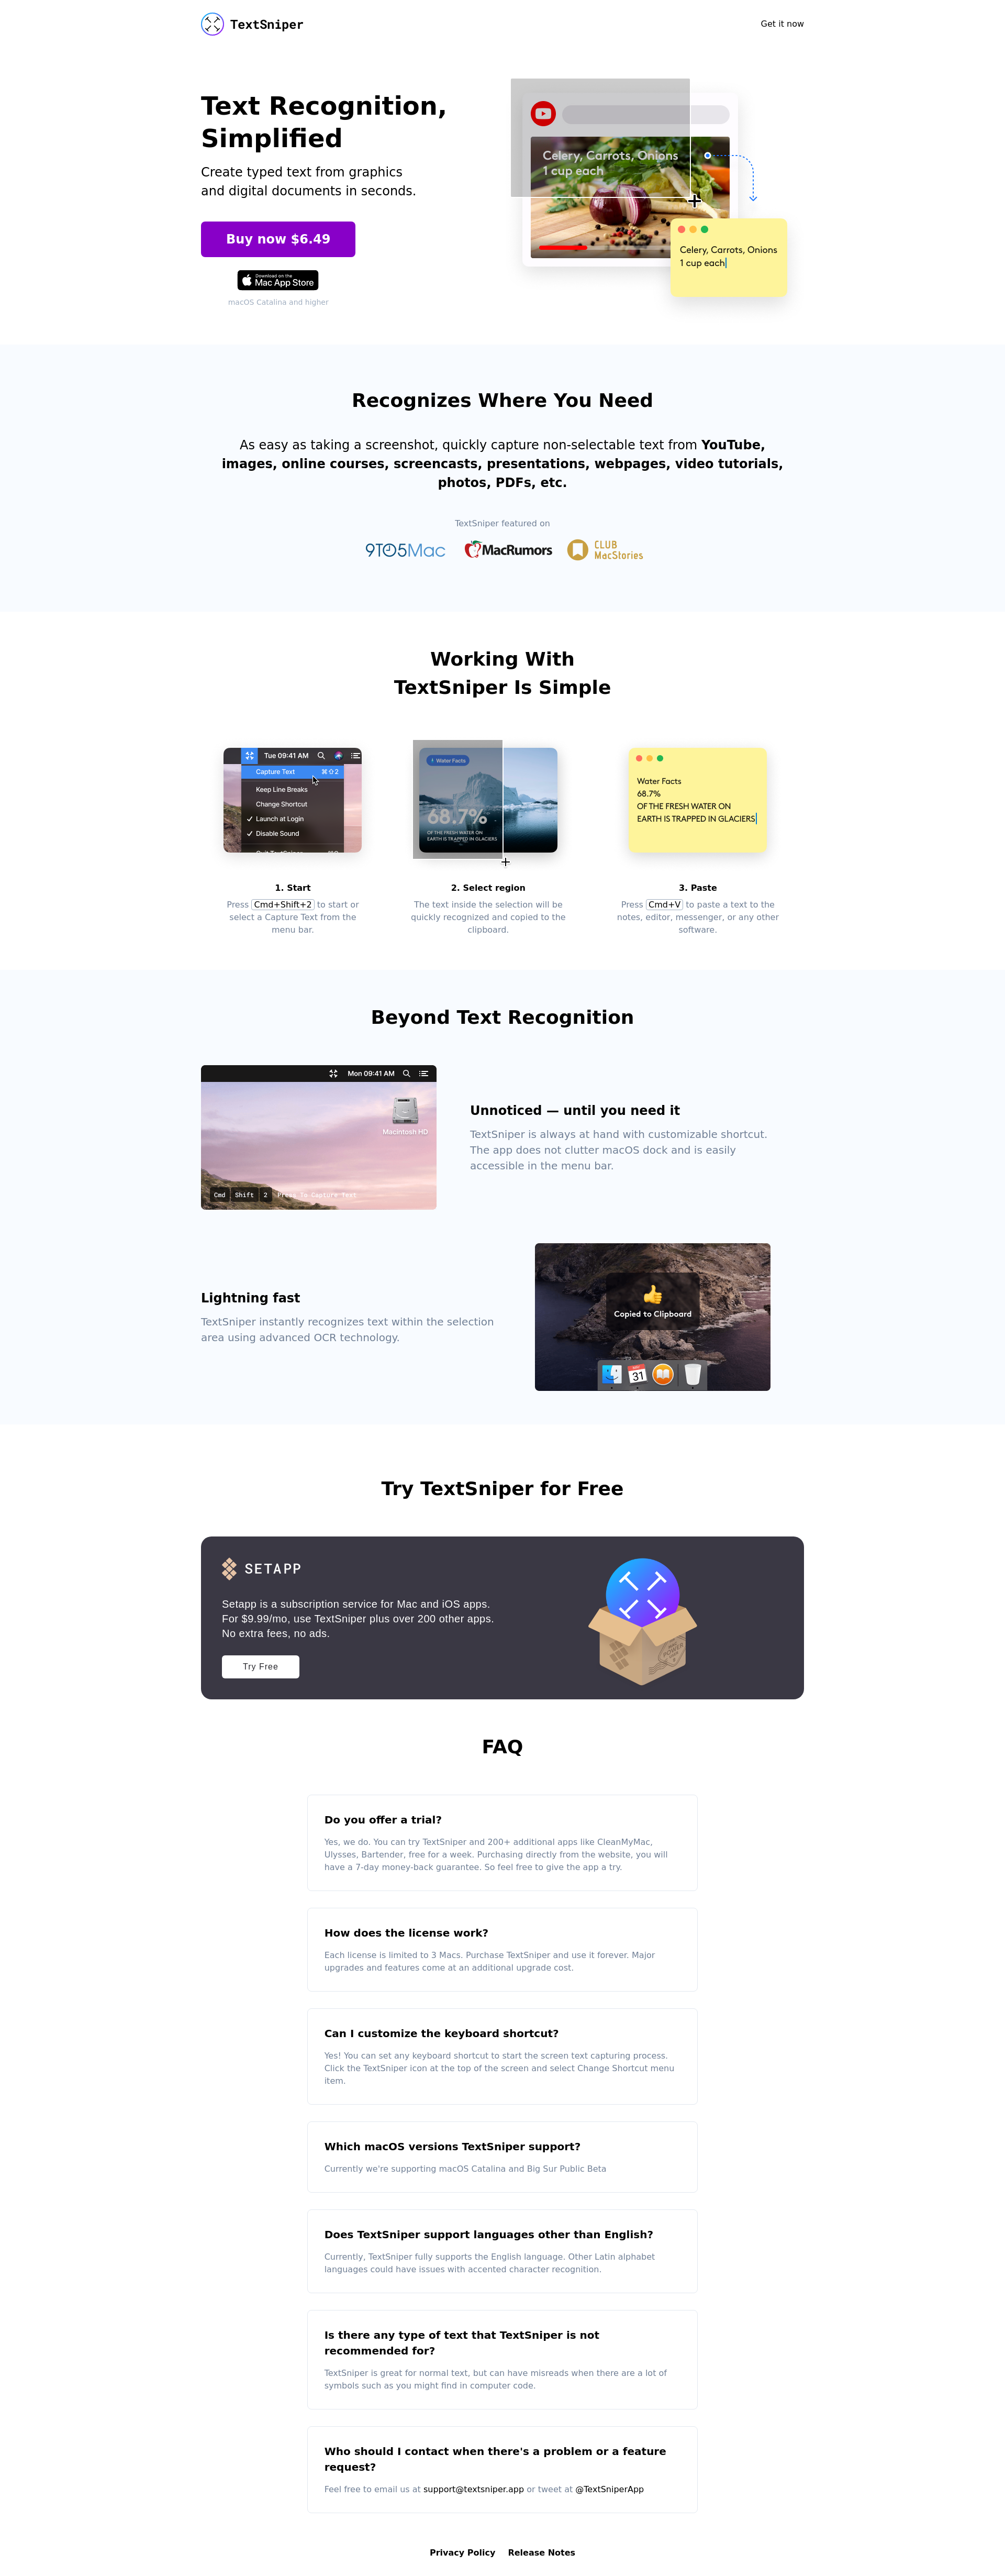 TextSniper
Get it now
Text Recognition,
Simplified
Create typed text from graphics
and digital documents in seconds.
Buy now $6.49
Download on the
Mac App Store
macOS Catalina and higher
Celery, Carrots, Onions
1 cup each
Celery, Carrots, Onions
1 cup each
Recognizes Where You Need
As easy as taking a screenshot, quickly capture non-selectable text from YouTube,
images, online courses, screencasts, presentations, webpages, video tutorials,
photos, PDFs, etc.
TextSniper featured on
9TO5Mac
MacRumors
CLUB
MacStories
Working With
TextSniper Is Simple
Tue 09:41 AM
Capture Text ⌘⇧2
Keep Line Breaks
Change Shortcut
Launch at Login
Disable Sound
Water Facts
68.7%
OF THE FRESH WATER ON
EARTH IS TRAPPED IN GLACIERS
Water Facts
68.7%
OF THE FRESH WATER ON
EARTH IS TRAPPED IN GLACIERS
1. Start
Press Cmd+Shift+2 to start or
select a Capture Text from the
menu bar.
2. Select region
The text inside the selection will be
quickly recognized and copied to the
clipboard.
3. Paste
Press Cmd+V to paste a text to the
notes, editor, messenger, or any other
software.
Beyond Text Recognition
Mon 09:41 AM
Macintosh HD
Cmd Shift 2 Press To Capture Text
Unnoticed — until you need it
TextSniper is always at hand with customizable shortcut.
The app does not clutter macOS dock and is easily
accessible in the menu bar.
Lightning fast
TextSniper instantly recognizes text within the selection
area using advanced OCR technology.
Copied to Clipboard
31
Try TextSniper for Free
SETAPP
Setapp is a subscription service for Mac and iOS apps.
For $9.99/mo, use TextSniper plus over 200 other apps.
No extra fees, no ads.
Try Free
FAQ
Do you offer a trial?
Yes, we do. You can try TextSniper and 200+ additional apps like CleanMyMac,
Ulysses, Bartender, free for a week. Purchasing directly from the website, you will
have a 7-day money-back guarantee. So feel free to give the app a try.
How does the license work?
Each license is limited to 3 Macs. Purchase TextSniper and use it forever. Major
upgrades and features come at an additional upgrade cost.
Can I customize the keyboard shortcut?
Yes! You can set any keyboard shortcut to start the screen text capturing process.
Click the TextSniper icon at the top of the screen and select Change Shortcut menu
item.
Which macOS versions TextSniper support?
Currently we're supporting macOS Catalina and Big Sur Public Beta
Does TextSniper support languages other than English?
Currently, TextSniper fully supports the English language. Other Latin alphabet
languages could have issues with accented character recognition.
Is there any type of text that TextSniper is not
recommended for?
TextSniper is great for normal text, but can have misreads when there are a lot of
symbols such as you might find in computer code.
Who should I contact when there's a problem or a feature
request?
Feel free to email us at support@textsniper.app or tweet at @TextSniperApp
Privacy Policy Release Notes